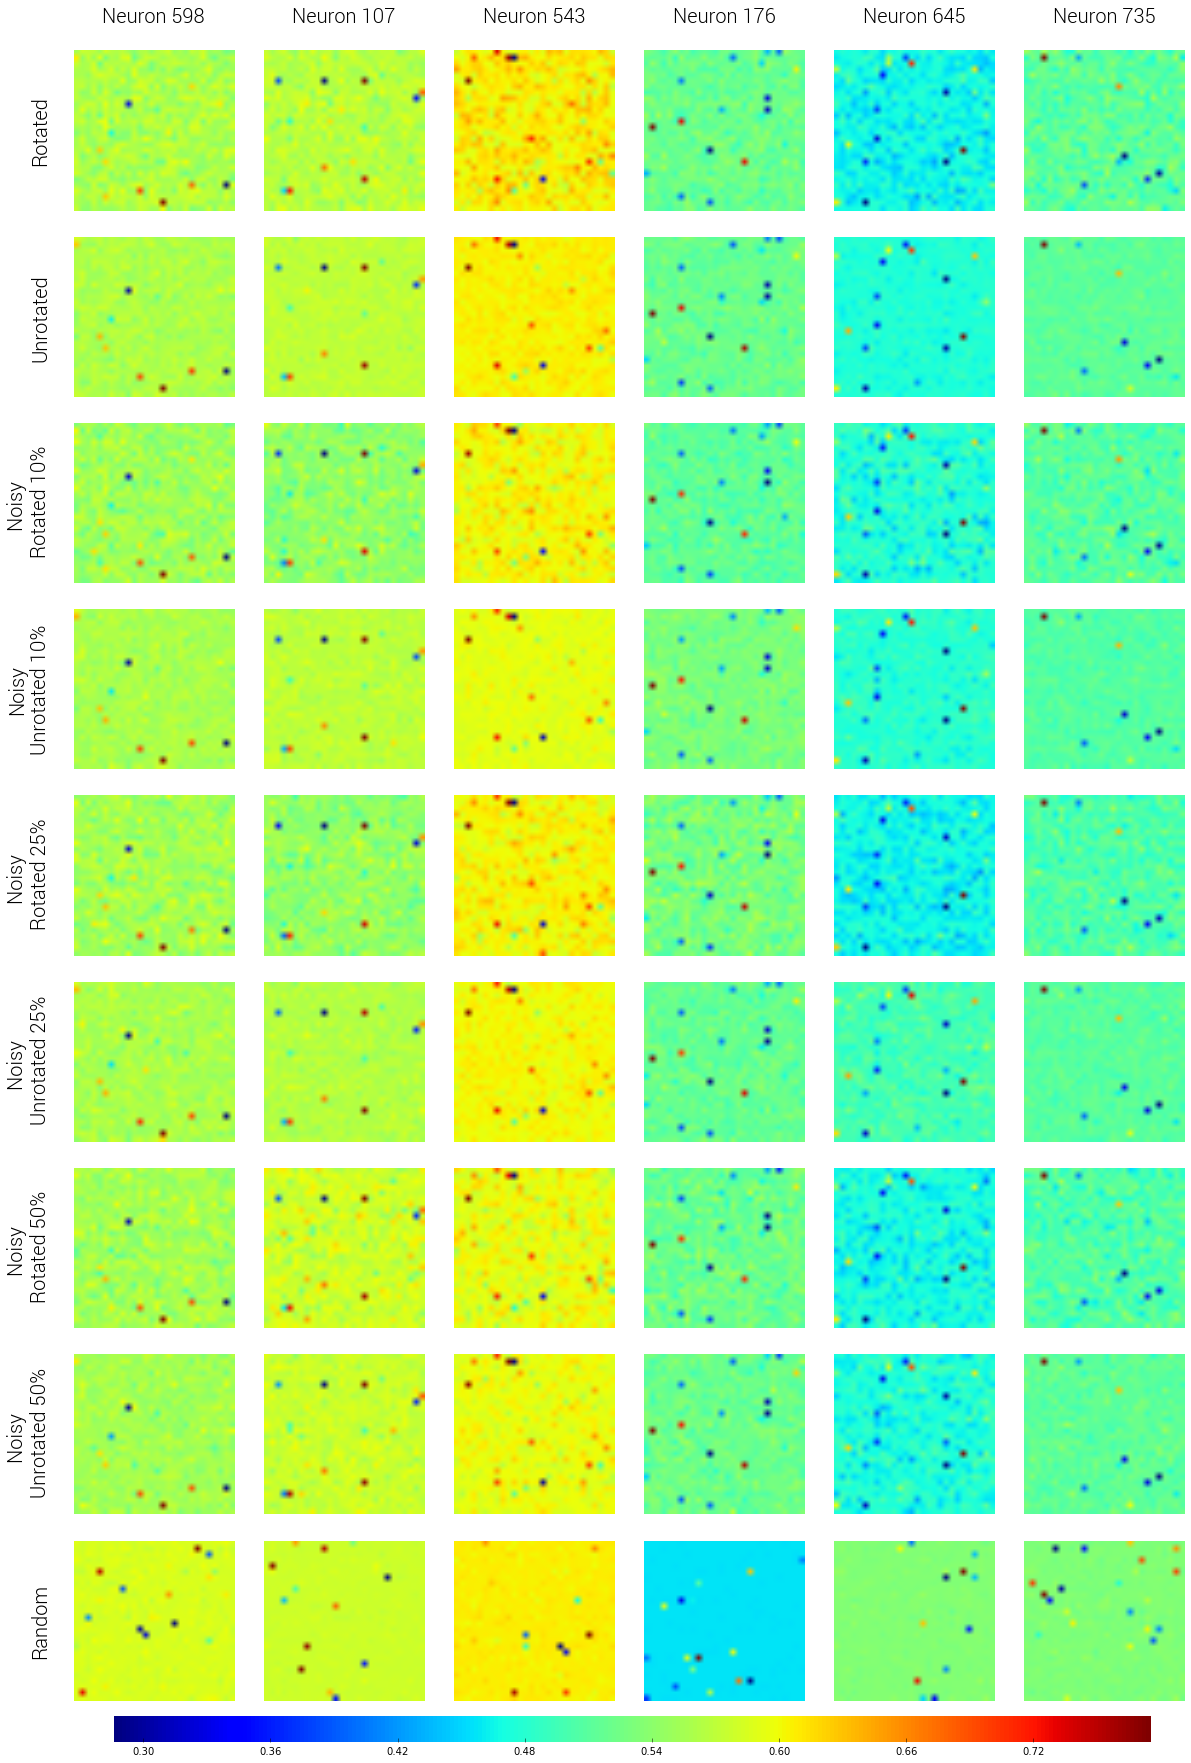 Neuron 598 Neuron 107 Neuron 543 Neuron 176 Neuron 645 Neuron 735
Rotated
Unrotated
Noisy
Rotated 10%
Noisy
Unrotated 10%
Noisy
Rotated 25%
Noisy
Unrotated 25%
Noisy
Rotated 50%
Noisy
Unrotated 50%
Random
0.30 0.36 0.42 0.48 0.54 0.60 0.66 0.72